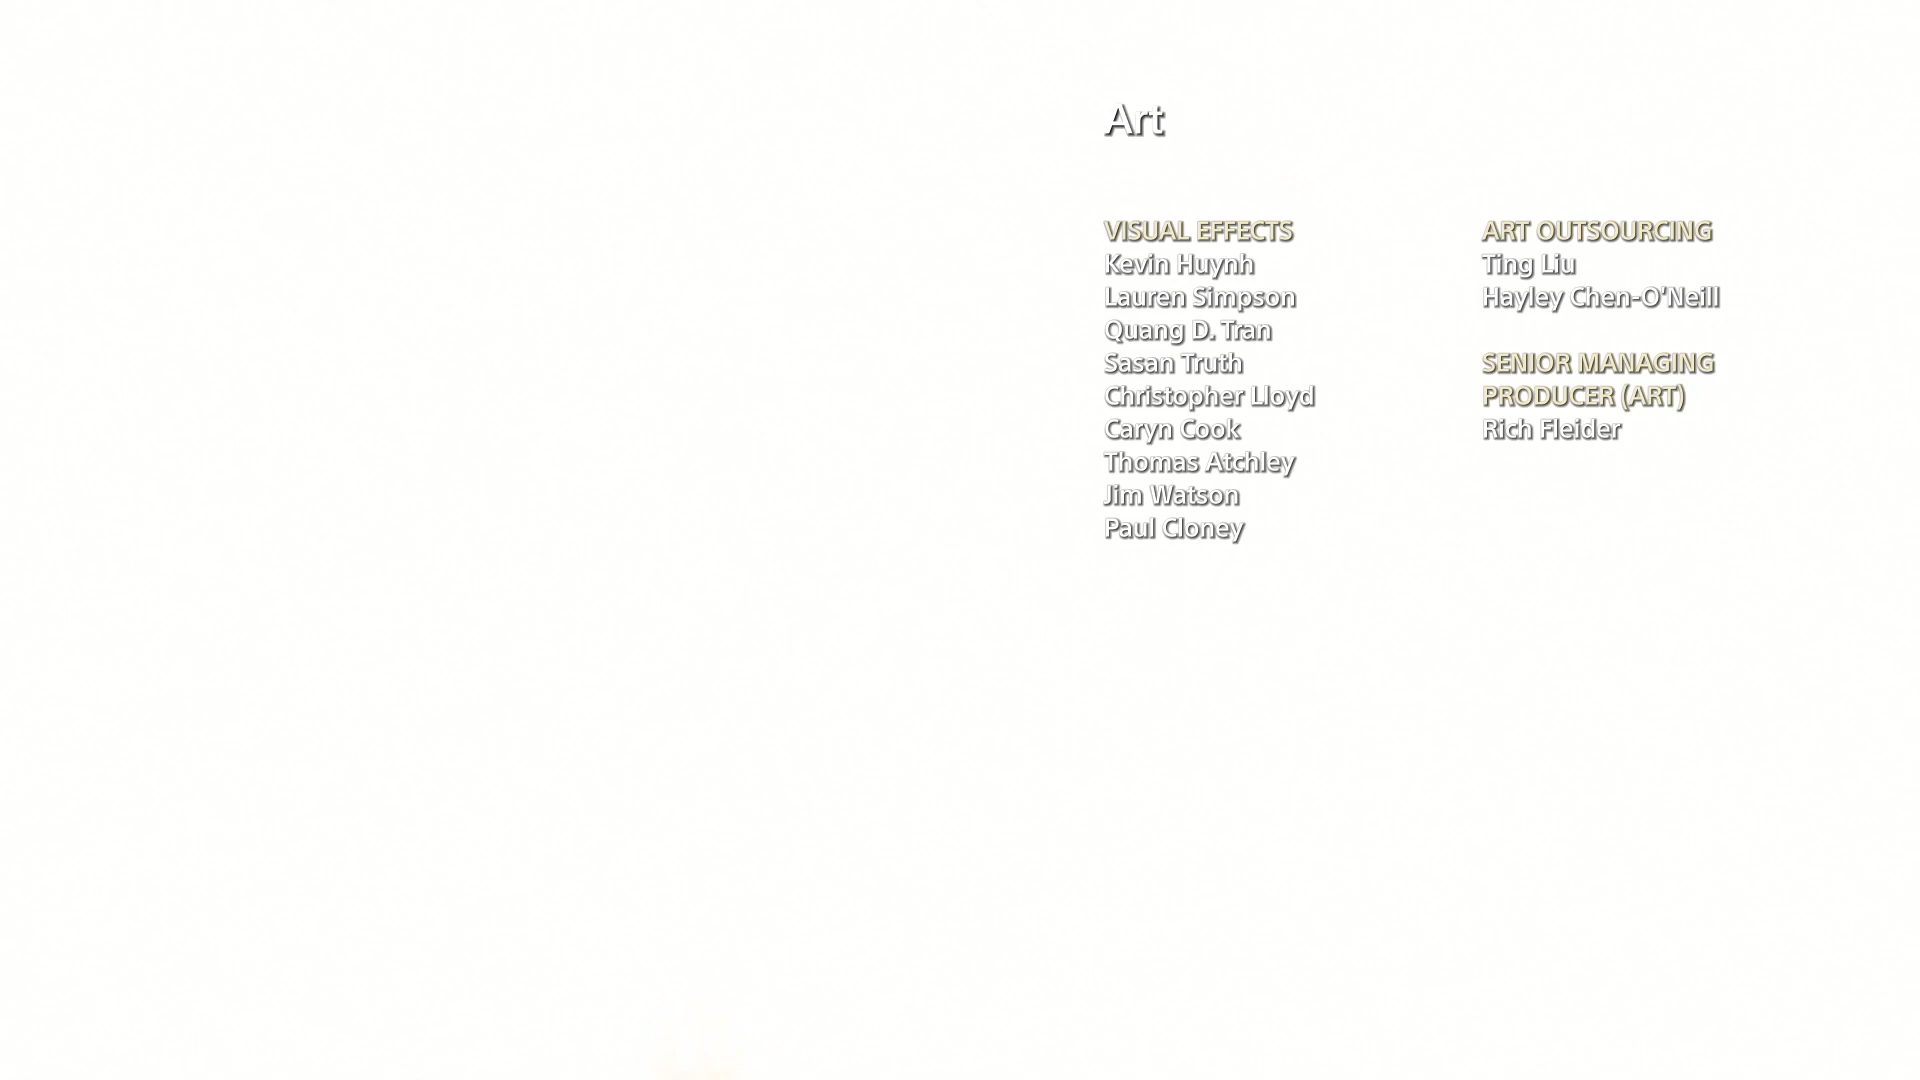 Art
VISUAL EFFECTS
Kevin Huynh
Lauren Simpson
Quang D. Tran
Sasan Truth
Christopher Lloyd
Caryn Cook
Thomas Atchley
Jim Watson
Paul Cloney
ART OUTSOURCING
Ting Liu
Hayley Chen-O'Neill
SENIOR MANAGING
PRODUCER (ART)
Rich Fleider